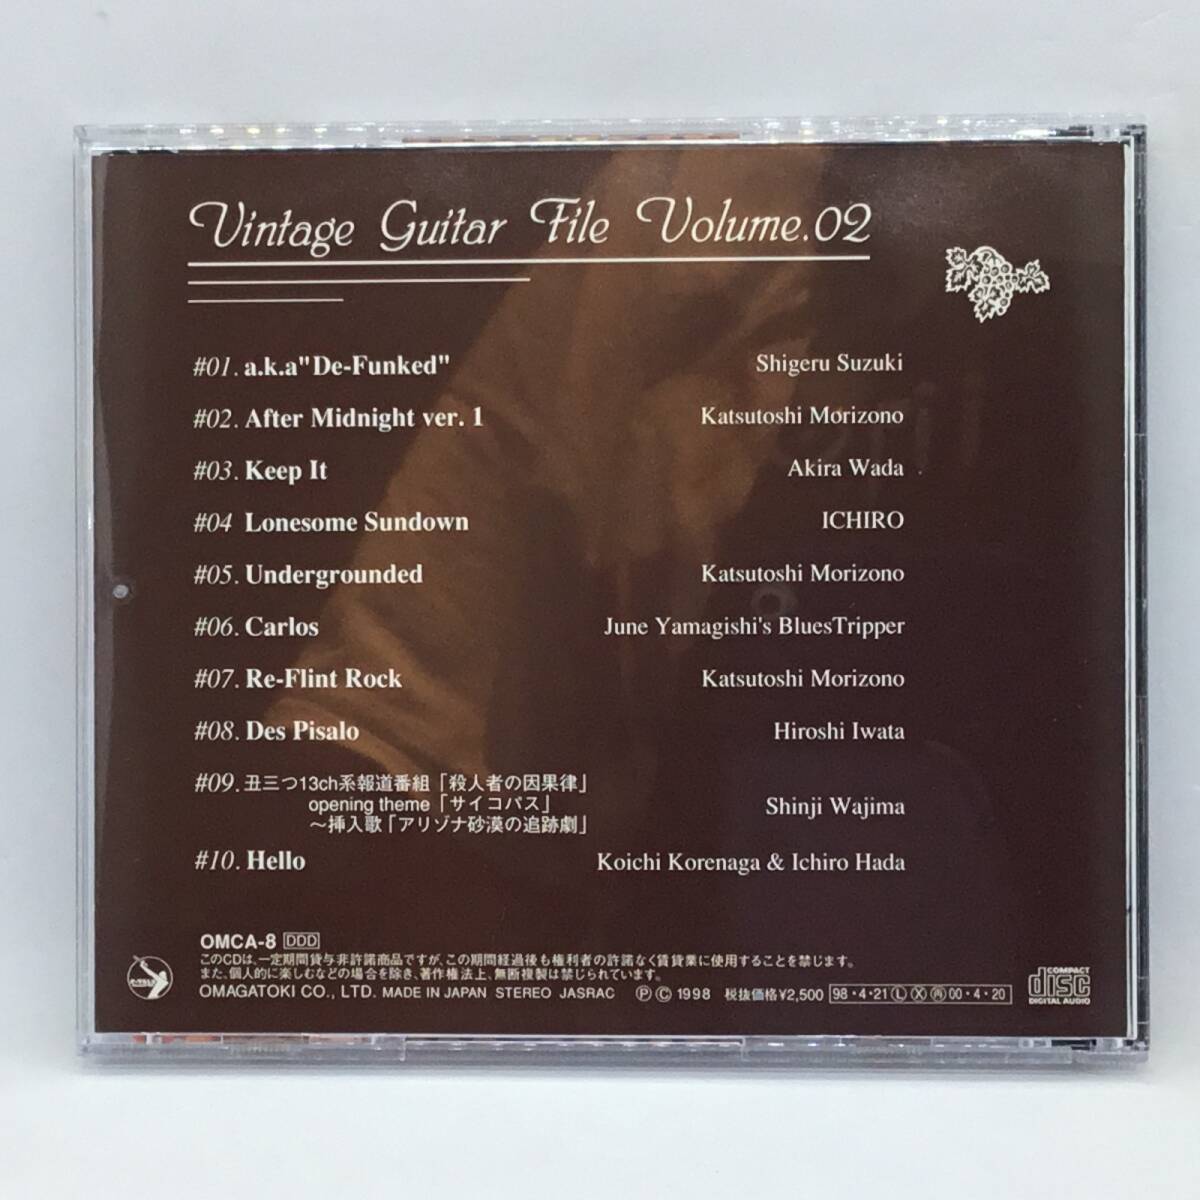 Vintage Guitar File Volume.02
#01. a.k.a"De-Funked" Shigeru Suzuki
#02. After Midnight ver. 1 Katsutoshi Morizono
#03. Keep It Akira Wada
#04 Lonesome Sundown ICHIRO
#05. Undergrounded Katsutoshi Morizono
#06. Carlos June Yamagishi's BluesTripper
#07. Re-Flint Rock Katsutoshi Morizono
#08. Des Pisalo Hiroshi Iwata
#09. 丑三つ13ch系報道番組「殺人者の因果律」
opening theme「サイコパス」
～挿入歌「アリゾナ砂漠の追跡劇」
Shinji Wajima
#10. Hello Koichi Korenaga & Ichiro Hada
OMCA-8 DDD
このCDは、一定期間貸与非許諾商品ですが、この期間経過後も権利者の許諾なく賃貸業に使用することを禁じます。
また、個人的に楽しむなどの場合を除き、著作権法上、無断複製は禁じられています。
OMAGATOKI CO., LTD. MADE IN JAPAN STEREO JASRAC ⓅⒸ1998 税抜価格¥2,500 98・4・21ⓁⓍ㊕00・4・20
COMPACT
disc
DIGITAL AUDIO